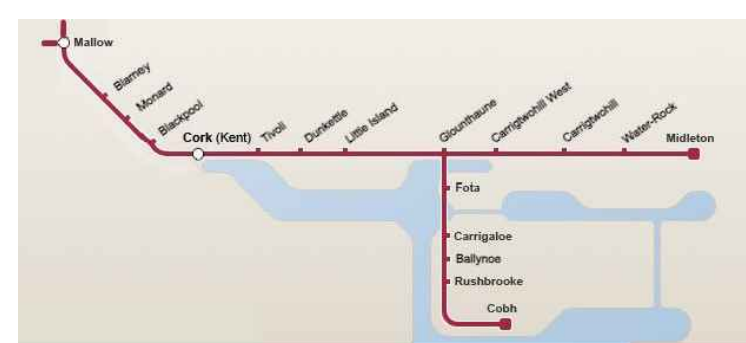 Mallow
Blarney
Monard
Blackpool
Cork (Kent)
Tivoli
Dunkettle
Little Island
Glounthaune
Carrigtwohill West
Carrigtwohill
Water-Rock
Midleton
Fota
Carrigaloe
Ballynoe
Rushbrooke
Cobh